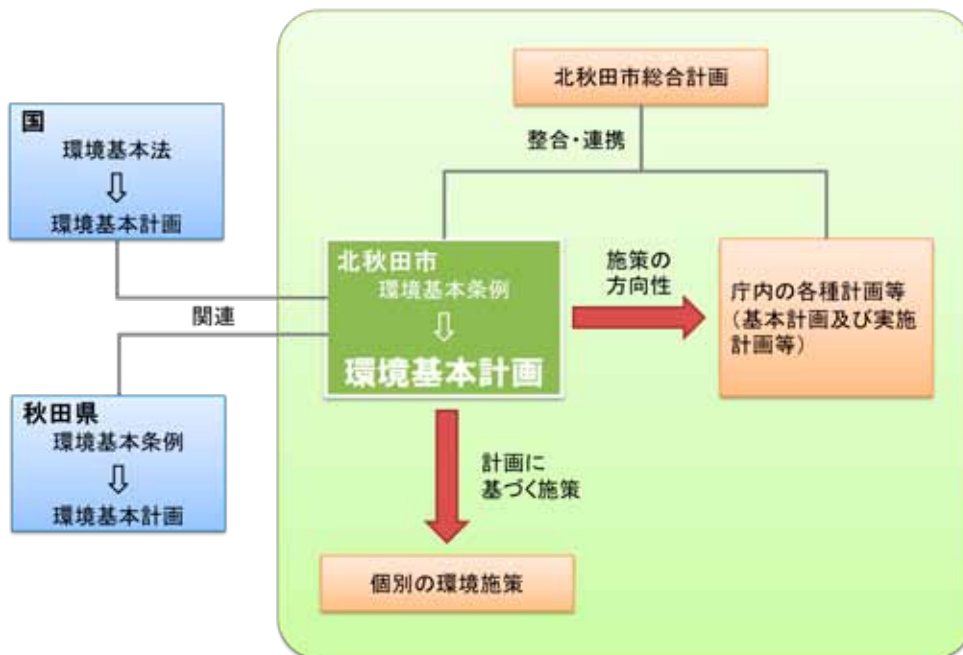 北秋田市総合計画
整合・連携
国
環境基本法
⇩
環境基本計画
関連
秋田県
環境基本条例
⇩
環境基本計画
北秋田市
環境基本条例
⇩
環境基本計画
施策の
方向性
庁内の各種計画等
（基本計画及び実施
計画等）
計画に
基づく施策
個別の環境施策